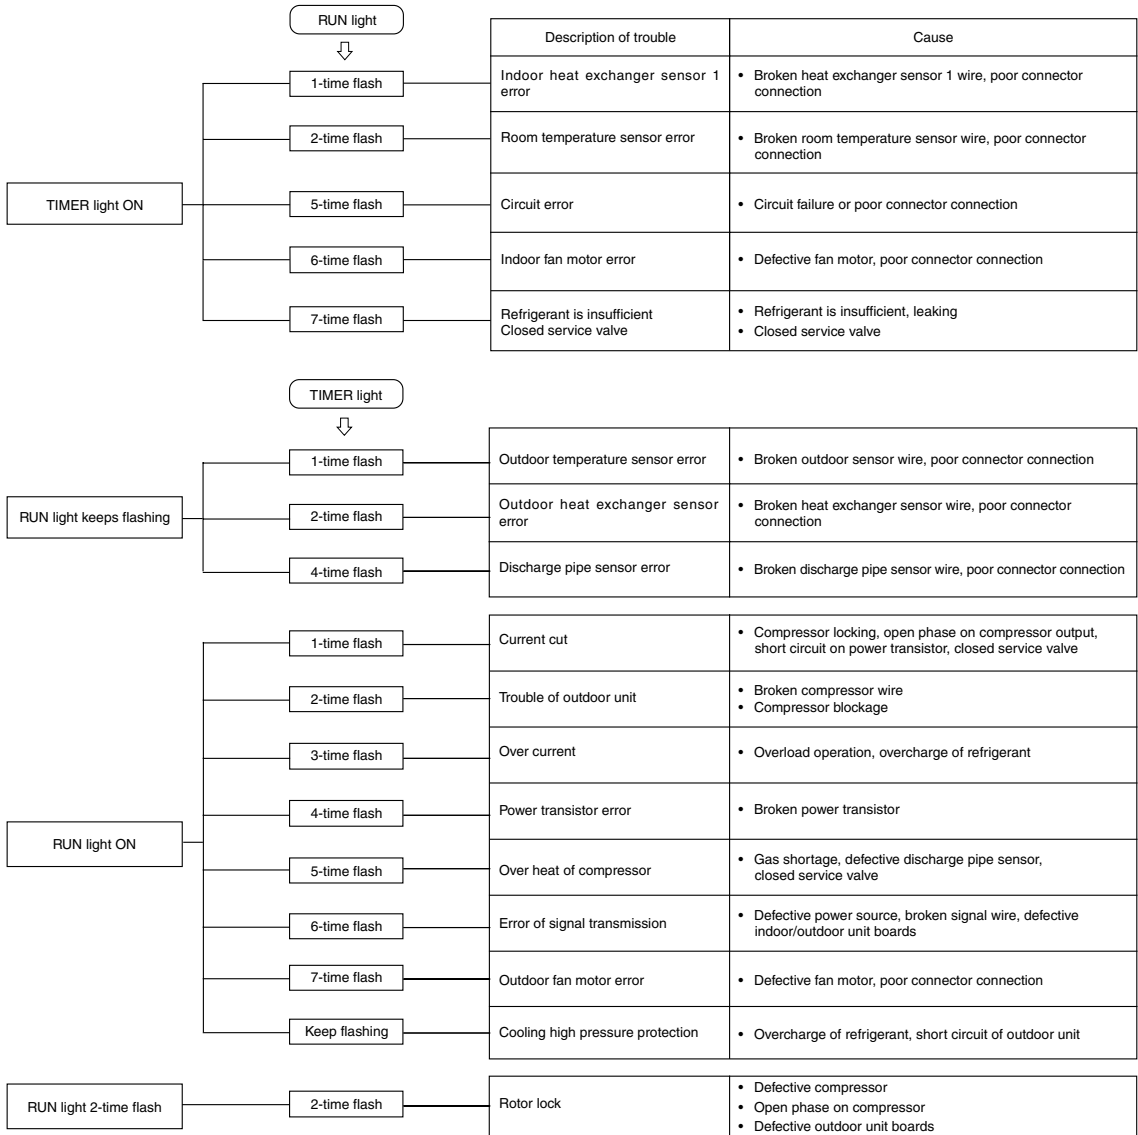 RUN light
Description of trouble
Cause
1-time flash
Indoor heat exchanger sensor 1
error
• Broken heat exchanger sensor 1 wire, poor connector
connection
2-time flash
Room temperature sensor error
• Broken room temperature sensor wire, poor connector
connection
TIMER light ON
5-time flash
Circuit error
• Circuit failure or poor connector connection
6-time flash
Indoor fan motor error
• Defective fan motor, poor connector connection
7-time flash
Refrigerant is insufficient
Closed service valve
• Refrigerant is insufficient, leaking
• Closed service valve
TIMER light
1-time flash
Outdoor temperature sensor error
• Broken outdoor sensor wire, poor connector connection
RUN light keeps flashing
2-time flash
Outdoor heat exchanger sensor
error
• Broken heat exchanger sensor wire, poor connector
connection
4-time flash
Discharge pipe sensor error
• Broken discharge pipe sensor wire, poor connector connection
1-time flash
Current cut
• Compressor locking, open phase on compressor output,
short circuit on power transistor, closed service valve
2-time flash
Trouble of outdoor unit
• Broken compressor wire
• Compressor blockage
3-time flash
Over current
• Overload operation, overcharge of refrigerant
4-time flash
Power transistor error
• Broken power transistor
RUN light ON
5-time flash
Over heat of compressor
• Gas shortage, defective discharge pipe sensor,
closed service valve
6-time flash
Error of signal transmission
• Defective power source, broken signal wire, defective
indoor/outdoor unit boards
7-time flash
Outdoor fan motor error
• Defective fan motor, poor connector connection
Keep flashing
Cooling high pressure protection
• Overcharge of refrigerant, short circuit of outdoor unit
RUN light 2-time flash
2-time flash
Rotor lock
• Defective compressor
• Open phase on compressor
• Defective outdoor unit boards